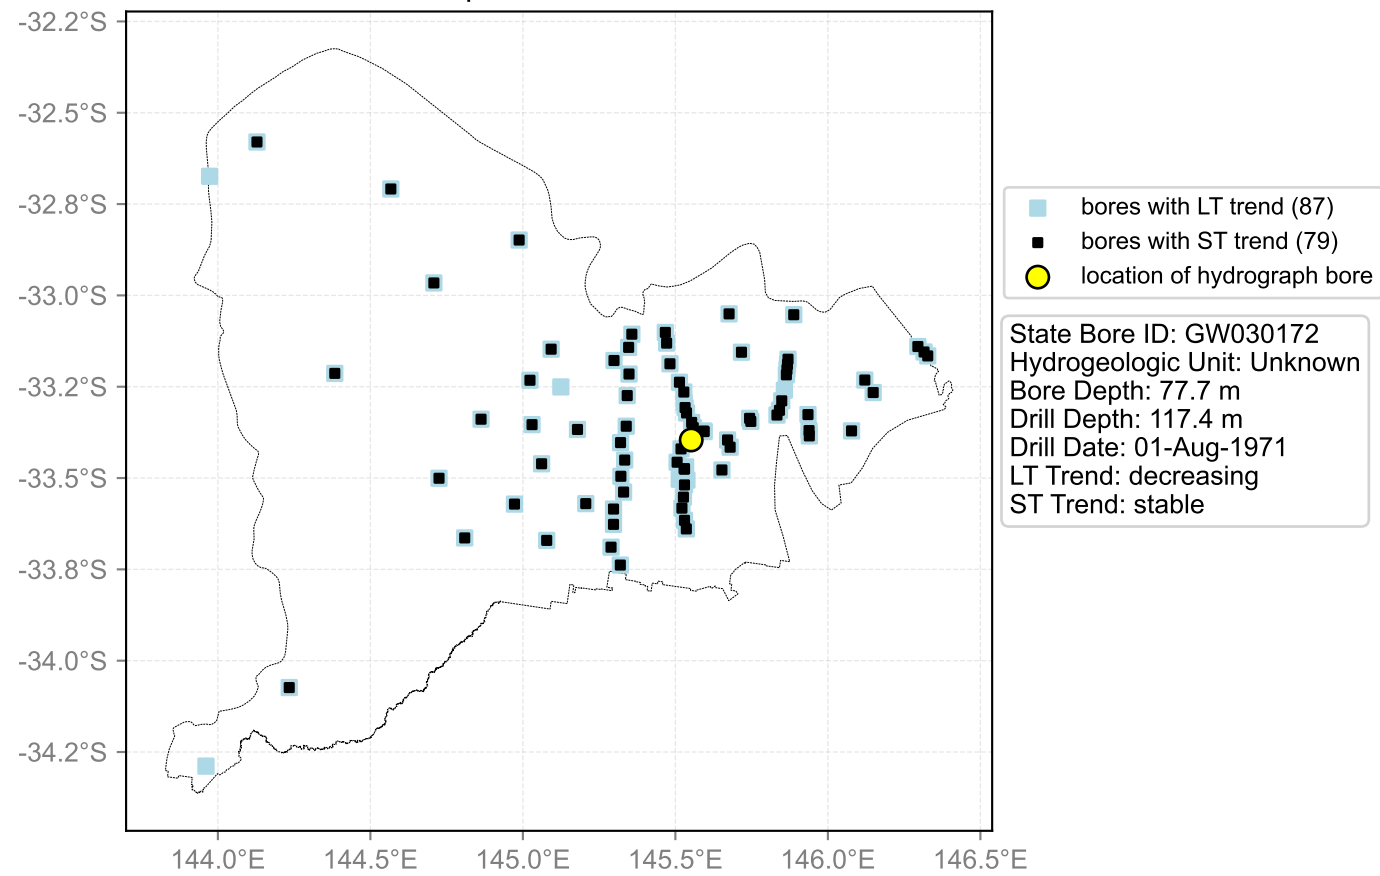 -32.2°S
-32.5°S
-32.8°S
-33.0°S
-33.2°S
-33.5°S
-33.8°S
-34.0°S
-34.2°S
144.0°E
144.5°E
145.0°E
145.5°E
146.0°E
146.5°E
bores with LT trend (87)
bores with ST trend (79)
location of hydrograph bore
State Bore ID: GW030172
Hydrogeologic Unit: Unknown
Bore Depth: 77.7 m
Drill Depth: 117.4 m
Drill Date: 01-Aug-1971
LT Trend: decreasing
ST Trend: stable